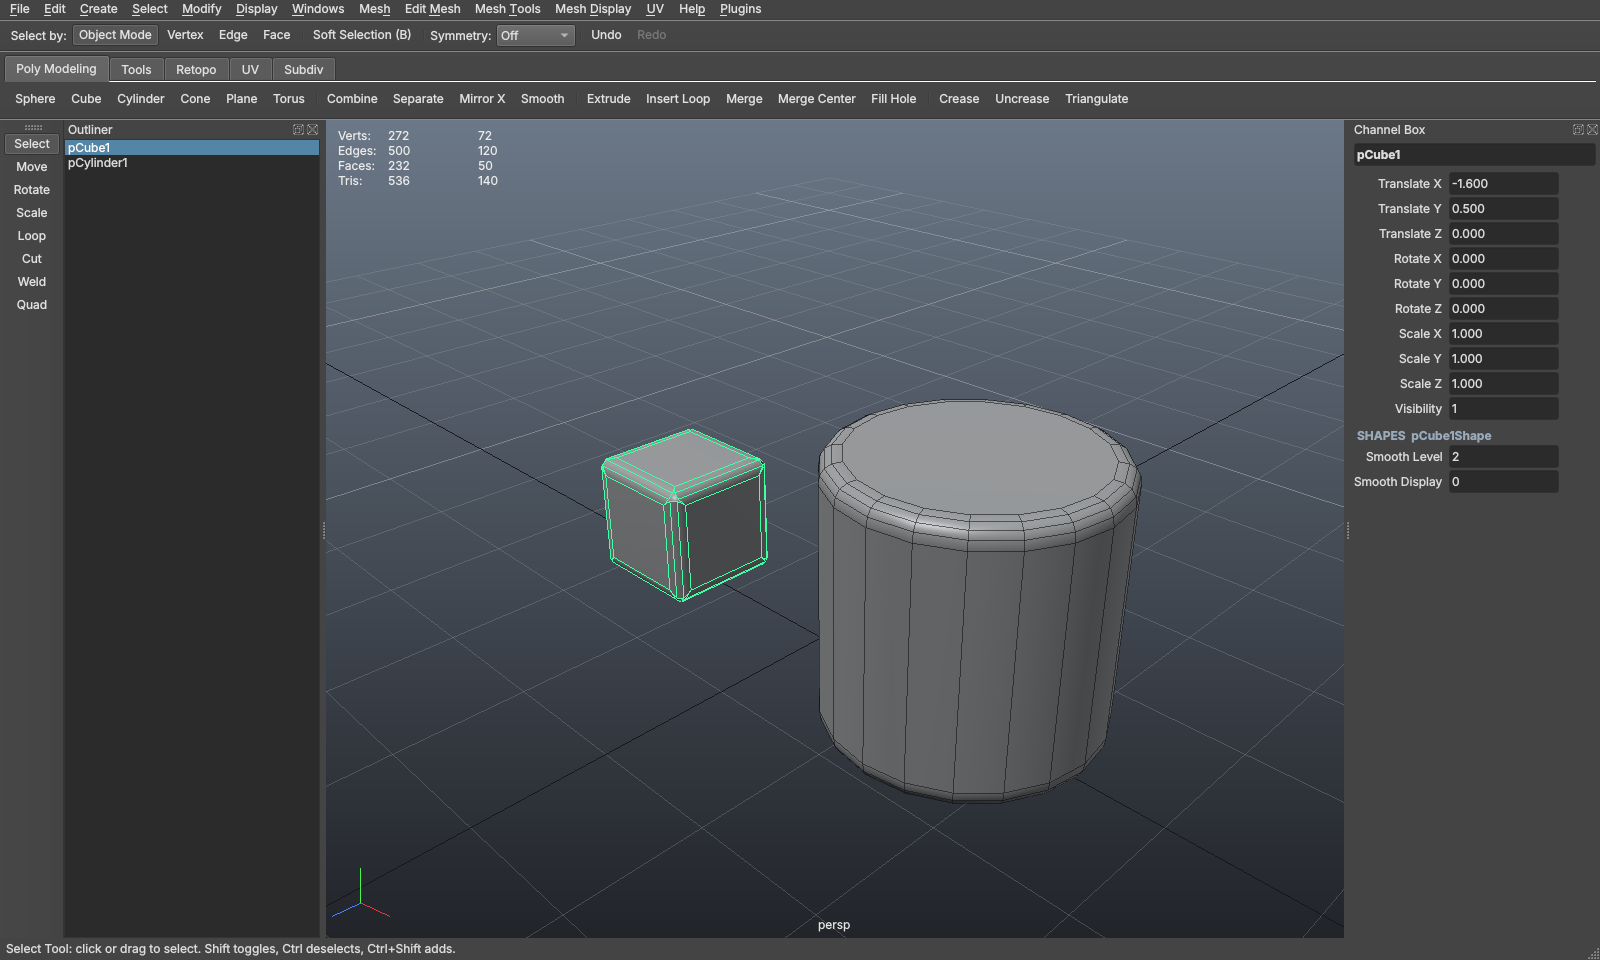 File Edit Create Select Modify Display Windows Mesh Edit Mesh Mesh Tools Mesh Display UV Help Plugins
Select by: Object Mode Vertex Edge Face Soft Selection (B) Symmetry: Off Undo Redo
Poly Modeling Tools Retopo UV Subdiv
Sphere Cube Cylinder Cone Plane Torus Combine Separate Mirror X Smooth Extrude Insert Loop Merge Merge Center Fill Hole Crease Uncrease Triangulate
Select
Move
Rotate
Scale
Loop
Cut
Weld
Quad
Outliner
pCube1
pCylinder1
Verts: 272 72
Edges: 500 120
Faces: 232 50
Tris: 536 140
persp
Channel Box
pCube1
Translate X -1.600
Translate Y 0.500
Translate Z 0.000
Rotate X 0.000
Rotate Y 0.000
Rotate Z 0.000
Scale X 1.000
Scale Y 1.000
Scale Z 1.000
Visibility 1
SHAPES pCube1Shape
Smooth Level 2
Smooth Display 0
Select Tool: click or drag to select. Shift toggles, Ctrl deselects, Ctrl+Shift adds.